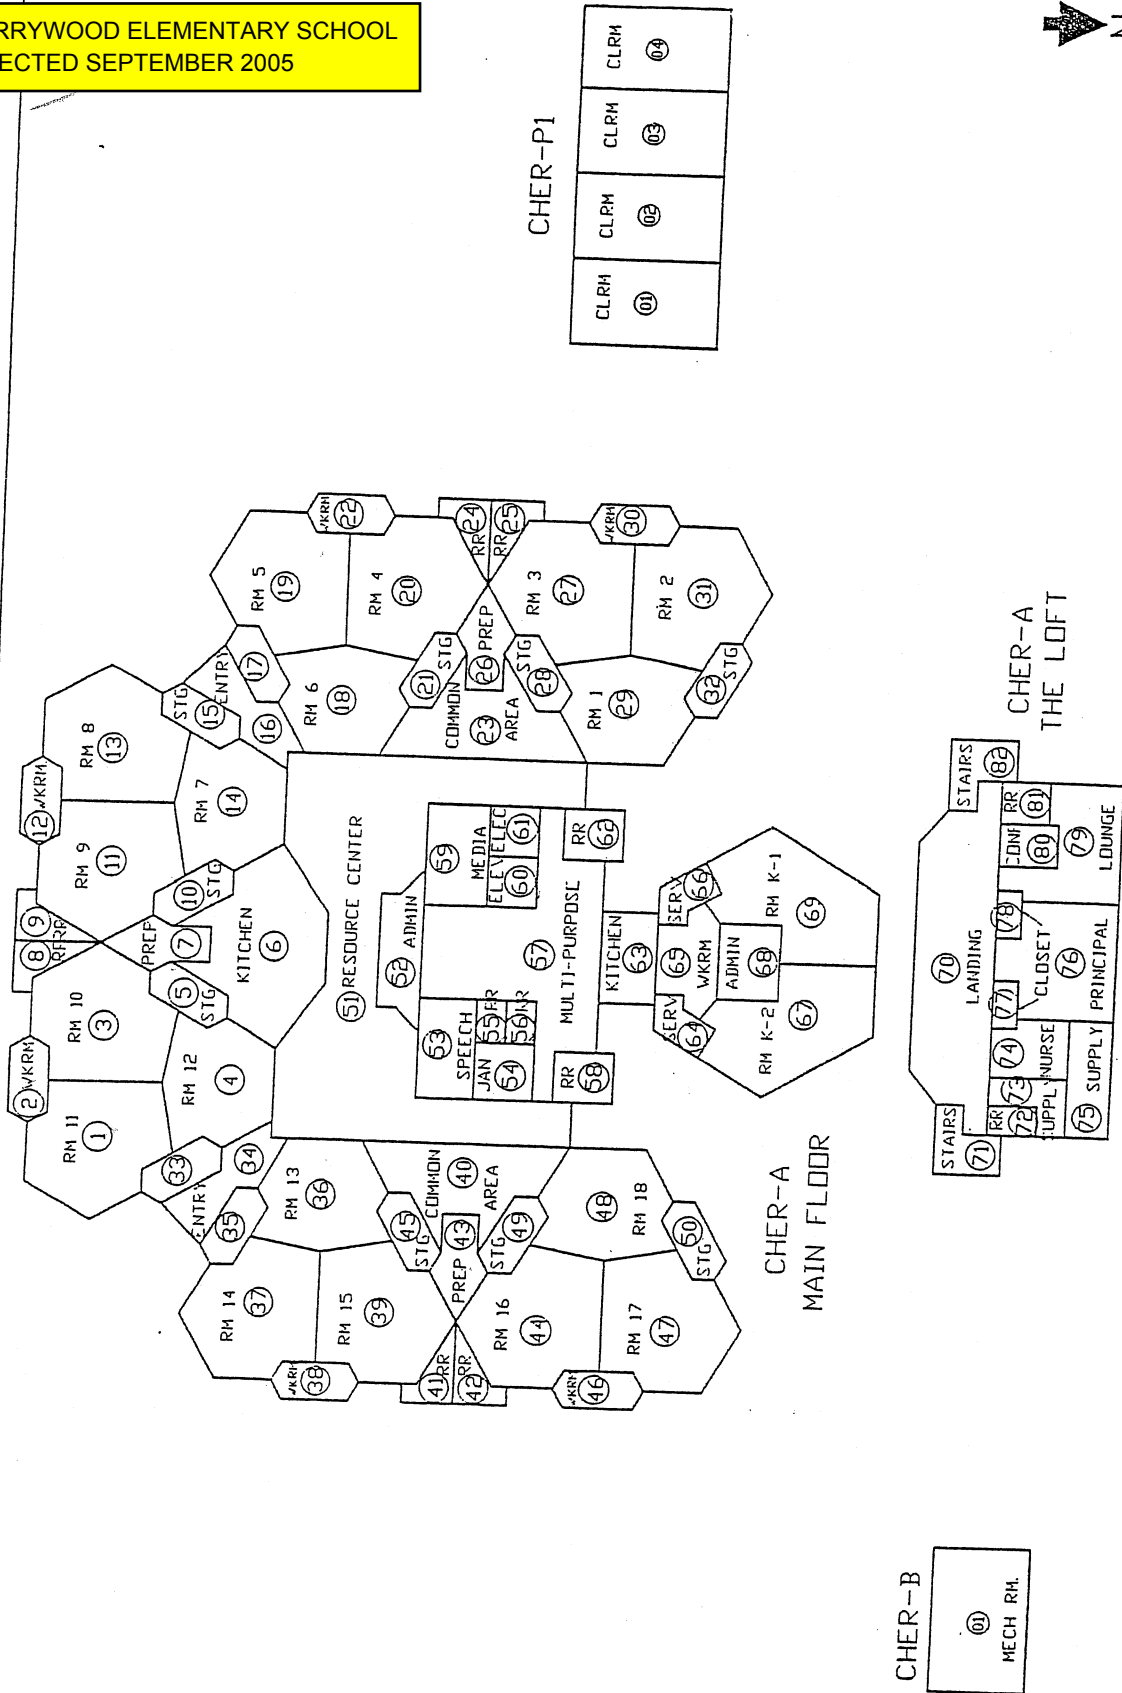 RRYWOOD ELEMENTARY SCHOOL
ECTED SEPTEMBER 2005
N
CHER-P1
CLRM
01
CLRM
02
CLRM
03
CLRM
04
RM 11
1
2 WKRM
RM 10
3
RM 12
4
5
STG
KITCHEN
6
PREP
7
8
RR
9
RR
10
STG
RM 9
11
12 WKRM.
RM 8
13
RM 7
14
STG
15
ENTRY
16
17
RM 6
18
RM 5
19
RM 4
20
21
STG
WKRM
22
COMMON
23
AREA
RR 24
RR 25
26 PREP
RM 3
27
STG
28
RM 1
29
WKRM
30
RM 2
31
32
STG
33
34
ENTRY
35
RM 13
36
RM 14
37
WKRM
38
RM 15
39
COMMON
40
AREA
41 RR
42 RR
PREP 43
RM 16
44
45
STG
WKRM
46
RM 17
47
48
RM 18
STG 49
50
STG
51 RESOURCE CENTER
52 ADMIN
53
SPEECH
JAN
54
55 RR
56
57
MULTI-PURPOSE
RR
58
59
MEDIA
ELEV
60
ELEC
61
RR
62
KITCHEN
63
SERV
64
65
WKRM
SERV
66
RM K-2
67
ADMIN
68
RM K-1
69
CHER-A
MAIN FLOOR
CHER-A
THE LOFT
70
LANDING
STAIRS
71
RR
72
73
SUPPLY
74
NURSE
75 SUPPLY
76
PRINCIPAL
77
CLOSET
78
79
LOUNGE
CONF
80
RR
81
STAIRS
82
CHER-B
01
MECH RM.